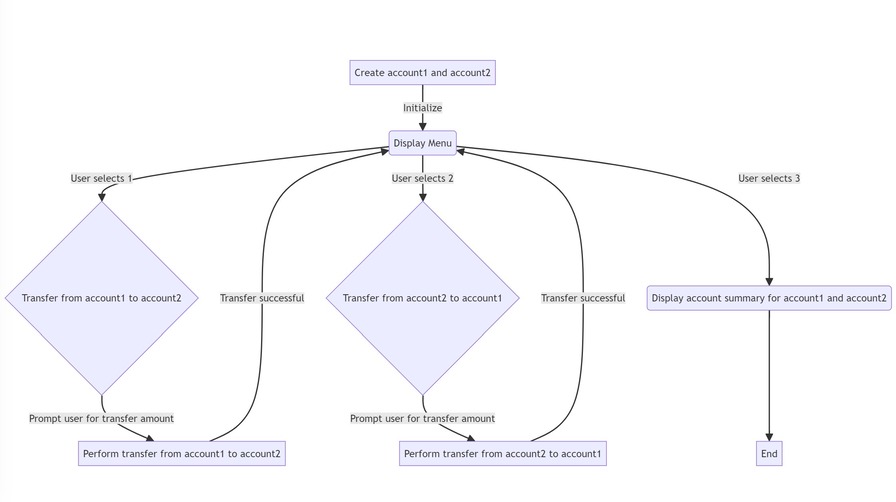 Create account1 and account2
Initialize
Display Menu
User selects 1
User selects 2
User selects 3
Transfer from account1 to account2
Transfer successful
Transfer from account2 to account1
Transfer successful
Display account summary for account1 and account2
Prompt user for transfer amount
Prompt user for transfer amount
Perform transfer from account1 to account2
Perform transfer from account2 to account1
End